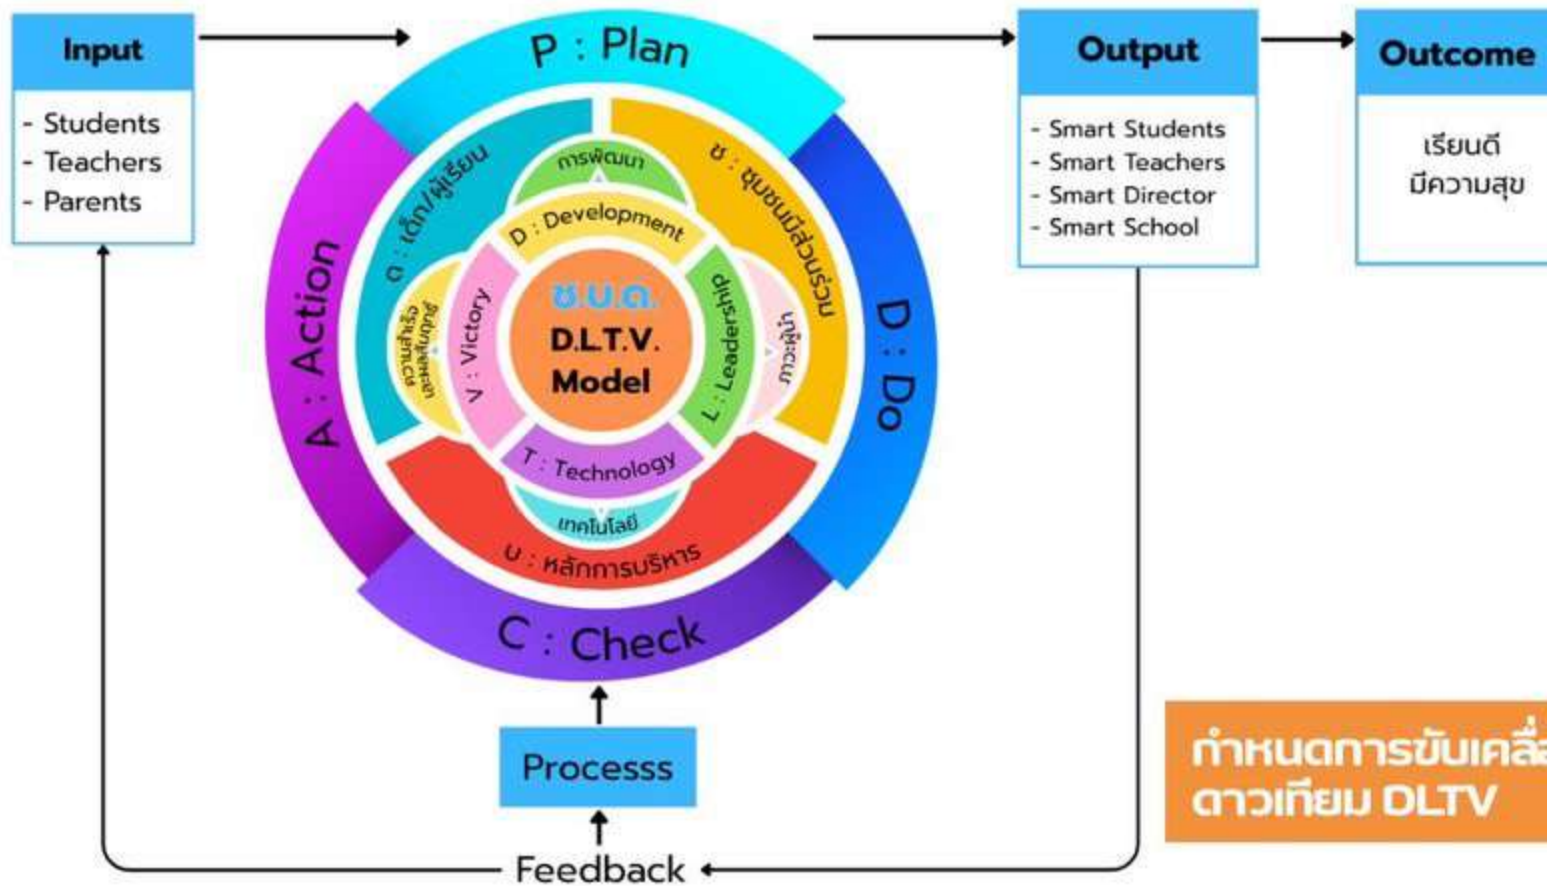 Input
- Students
- Teachers
- Parents
P : Plan
D : Do
C : Check
A : Action
ด : เด็ก/ผู้เรียน
ช : ชุมชนมีส่วนร่วม
บ : หลักการบริหาร
การพัฒนา
ภาวะผู้นำ
เทคโนโลยี
ความสำเร็จ
และผลสัมฤทธิ์
D : Development
L : Leadership
T : Technology
V : Victory
ช.บ.ด.
D.L.T.V.
Model
Output
- Smart Students
- Smart Teachers
- Smart Director
- Smart School
Outcome
เรียนดี
มีความสุข
Processs
Feedback
กำหนดการขับเคลื่อ
ดาวเทียม DLTV